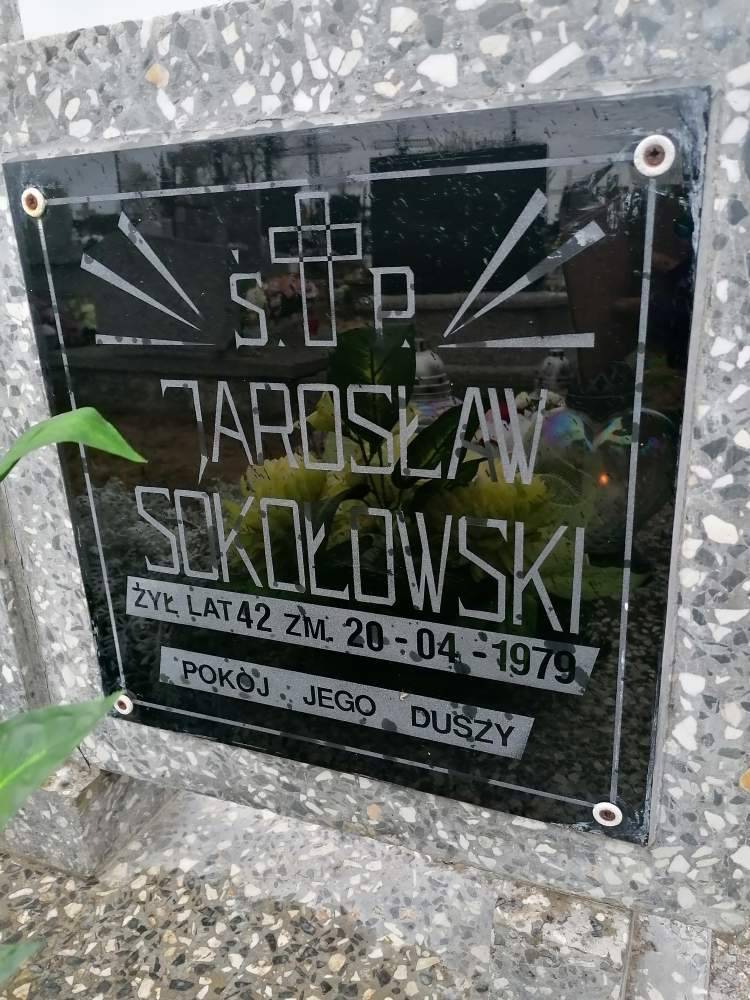 Ś. P.
JAROSŁAW
SOKOŁOWSKI
ŻYŁ LAT 42 ZM. 20-04-1979
POKÓJ JEGO DUSZY